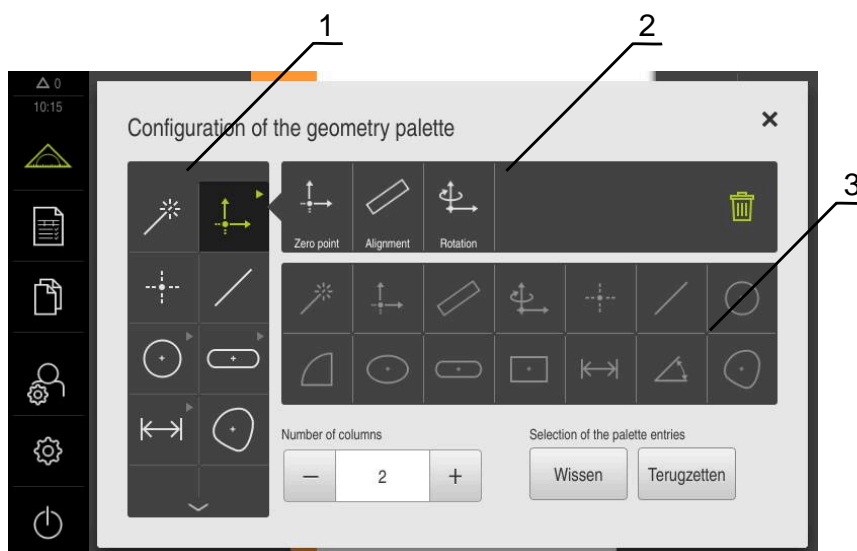 1
2
3
0
10:15
Configuration of the geometry palette
Zero point
Alignment
Rotation
Number of columns
2
Selection of the palette entries
Wissen
Terugzetten